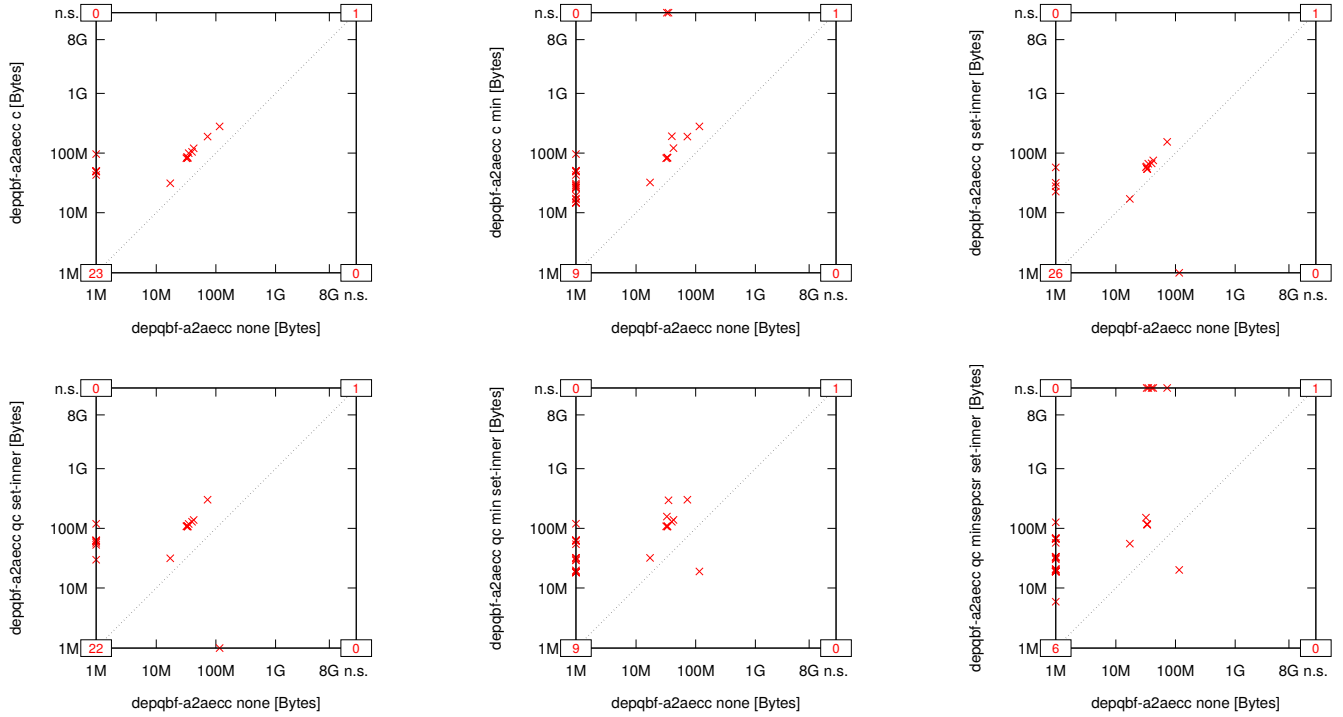 n.s. 0 1
8G
1G
100M
10M
1M 23 0
1M 10M 100M 1G 8G n.s.
depqbf-a2aecc c [Bytes]
depqbf-a2aecc none [Bytes]
n.s. 0 1
8G
1G
100M
10M
1M 9 0
1M 10M 100M 1G 8G n.s.
depqbf-a2aecc c min [Bytes]
depqbf-a2aecc none [Bytes]
n.s. 0 1
8G
1G
100M
10M
1M 26 0
1M 10M 100M 1G 8G n.s.
depqbf-a2aecc q set-inner [Bytes]
depqbf-a2aecc none [Bytes]
n.s. 0 1
8G
1G
100M
10M
1M 22 0
1M 10M 100M 1G 8G n.s.
depqbf-a2aecc qc set-inner [Bytes]
depqbf-a2aecc none [Bytes]
n.s. 0 1
8G
1G
100M
10M
1M 9 0
1M 10M 100M 1G 8G n.s.
depqbf-a2aecc qc min set-inner [Bytes]
depqbf-a2aecc none [Bytes]
n.s. 0 1
8G
1G
100M
10M
1M 6 0
1M 10M 100M 1G 8G n.s.
depqbf-a2aecc qc minsepcsr set-inner [Bytes]
depqbf-a2aecc none [Bytes]